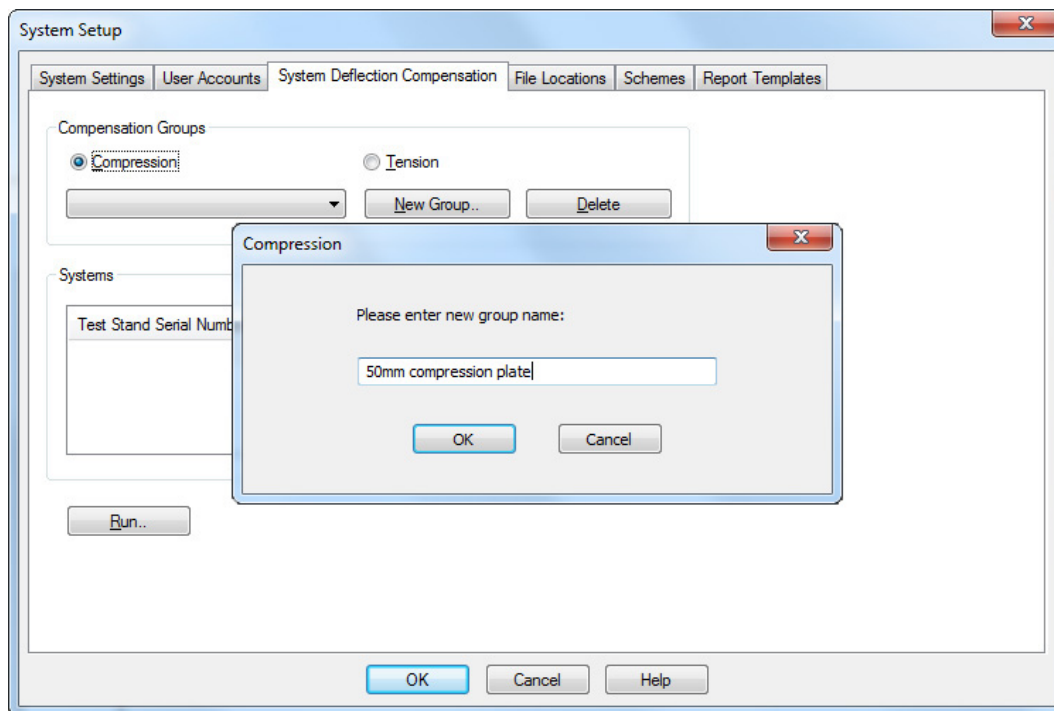 System Setup
System Settings User Accounts System Deflection Compensation File Locations Schemes Report Templates
Compensation Groups
Compression Tension
New Group.. Delete
Compression
Please enter new group name:
50mm compression plate
OK Cancel
Systems
Test Stand Serial Numb
Run..
OK Cancel Help